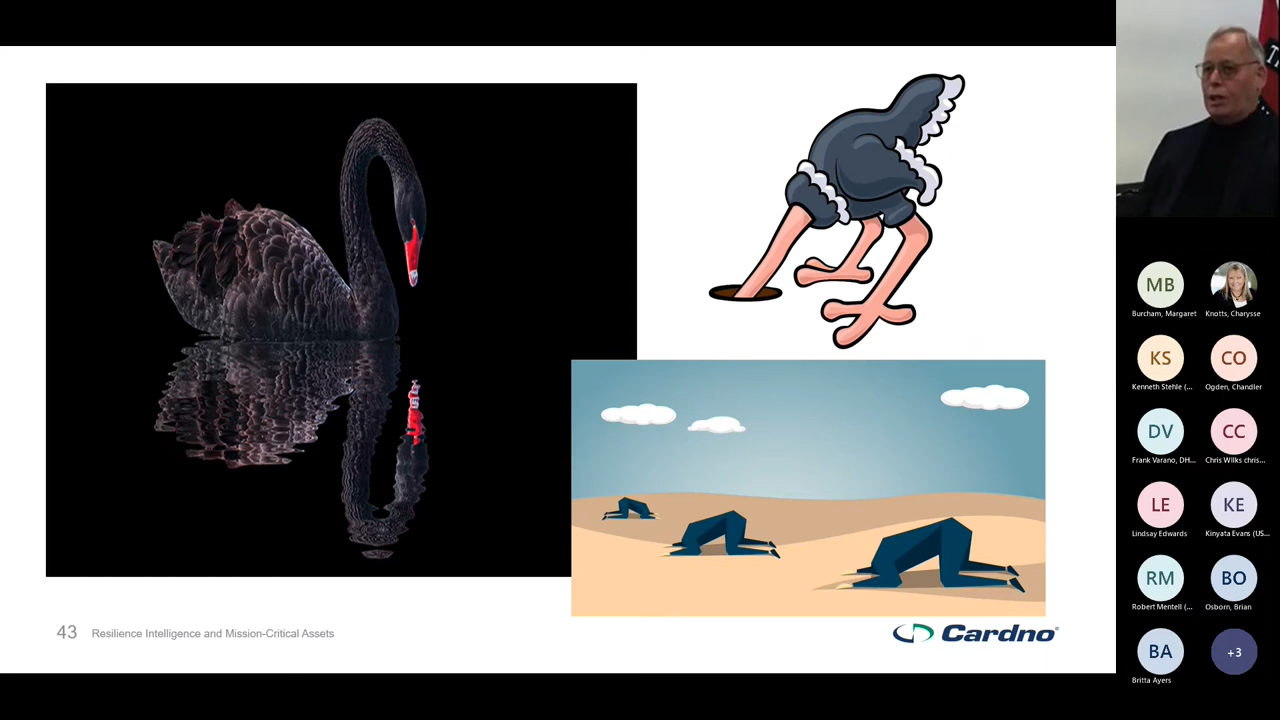 43 Resilience Intelligence and Mission-Critical Assets
Cardno®
MB
Burcham, Margaret
Knotts, Charysse
KS
CO
Kenneth Stehle (...
Ogden, Chandler
DV
CC
Frank Varano, DH...
Chris Wilks chris...
LE
KE
Lindsay Edwards
Kinyata Evans (US...
RM
BO
Robert Mentell (...
Osborn, Brian
BA
+3
Britta Ayers